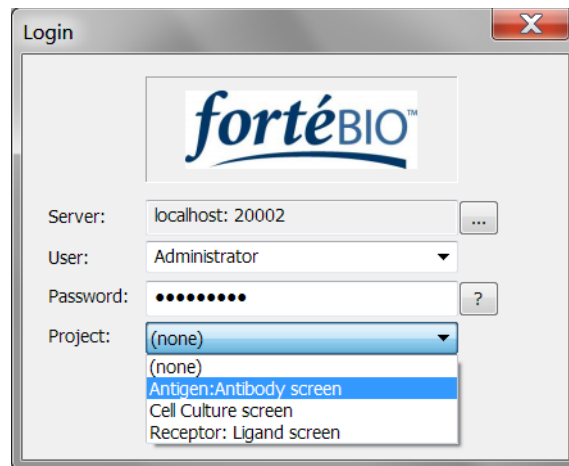 Login
X
fortéBIO™
Server: localhost: 20002 ...
User: Administrator
Password: ●●●●●●●●● ?
Project: (none)
(none)
Antigen:Antibody screen
Cell Culture screen
Receptor: Ligand screen